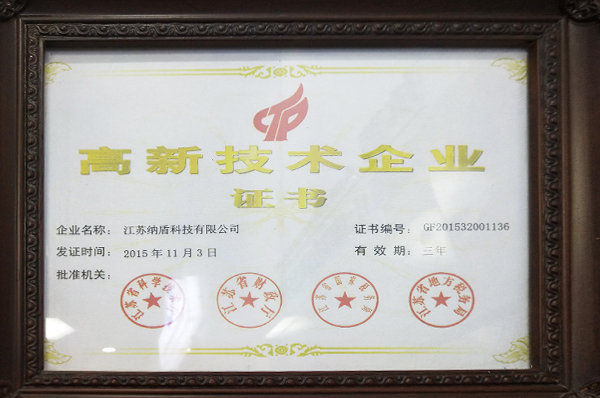 高新技术企业
证书
企业名称： 江苏纳盾科技有限公司
证书编号： GF201532001136
发证时间： 2015年11月3日
有效期： 三年
批准机关：
江苏省科学技术厅
江苏省财政厅
江苏省国家税务局
江苏省地方税务局